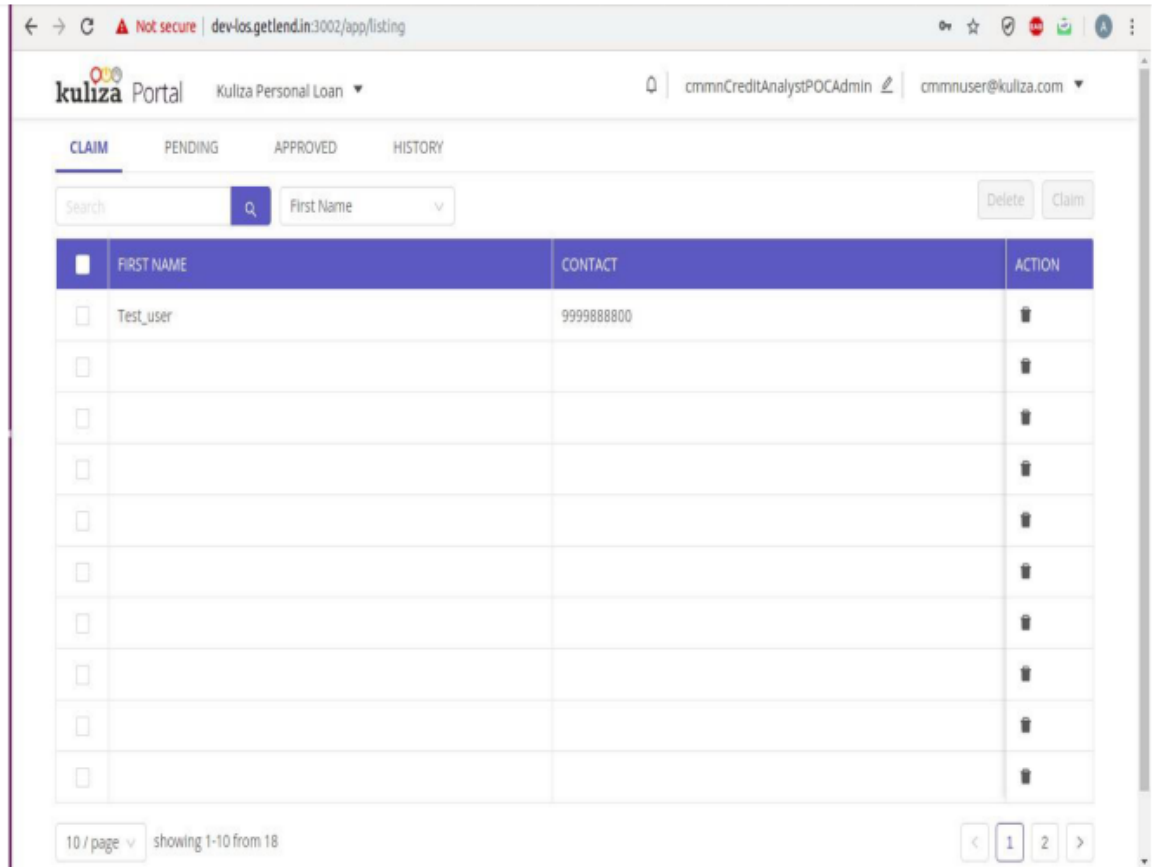 Not secure | dev-los.getlend.in:3002/app/listing
kuliza Portal Kuliza Personal Loan cmmnCreditAnalystPOCAdmin cmmnuser@kuliza.com
CLAIM PENDING APPROVED HISTORY
Search First Name Delete Claim
FIRST NAME CONTACT ACTION
Test_user 9999888800
10 / page showing 1-10 from 18 < 1 2 >